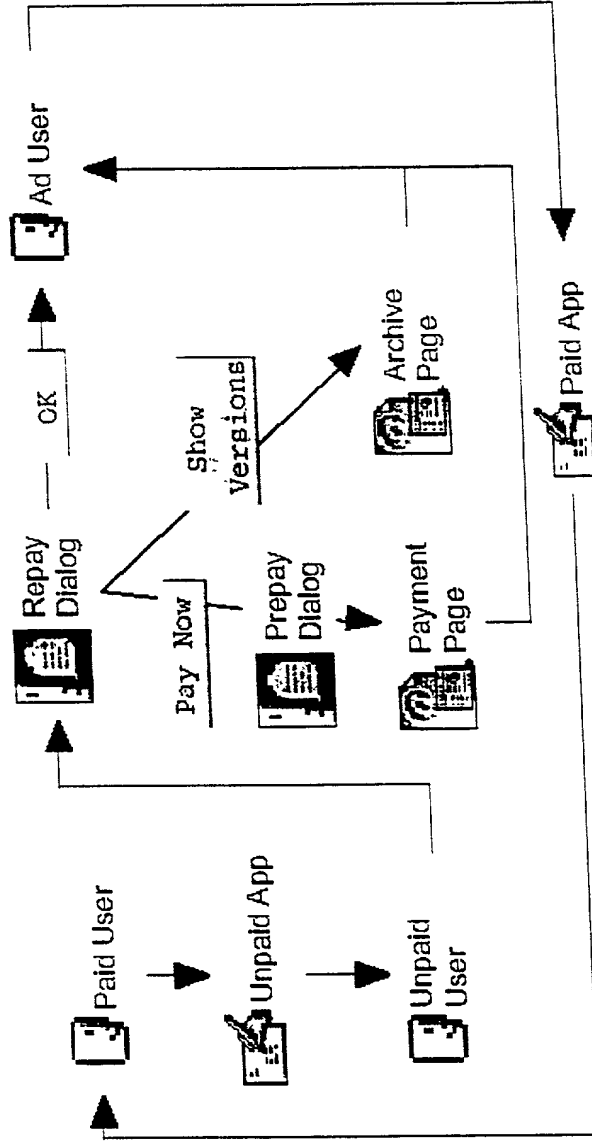 Paid User
Unpaid App
Unpaid
User
Repay
Dialog
OK
Pay Now
Show
Versions
Prepay
Dialog
Payment
Page
Archive
Page
Ad User
Paid App